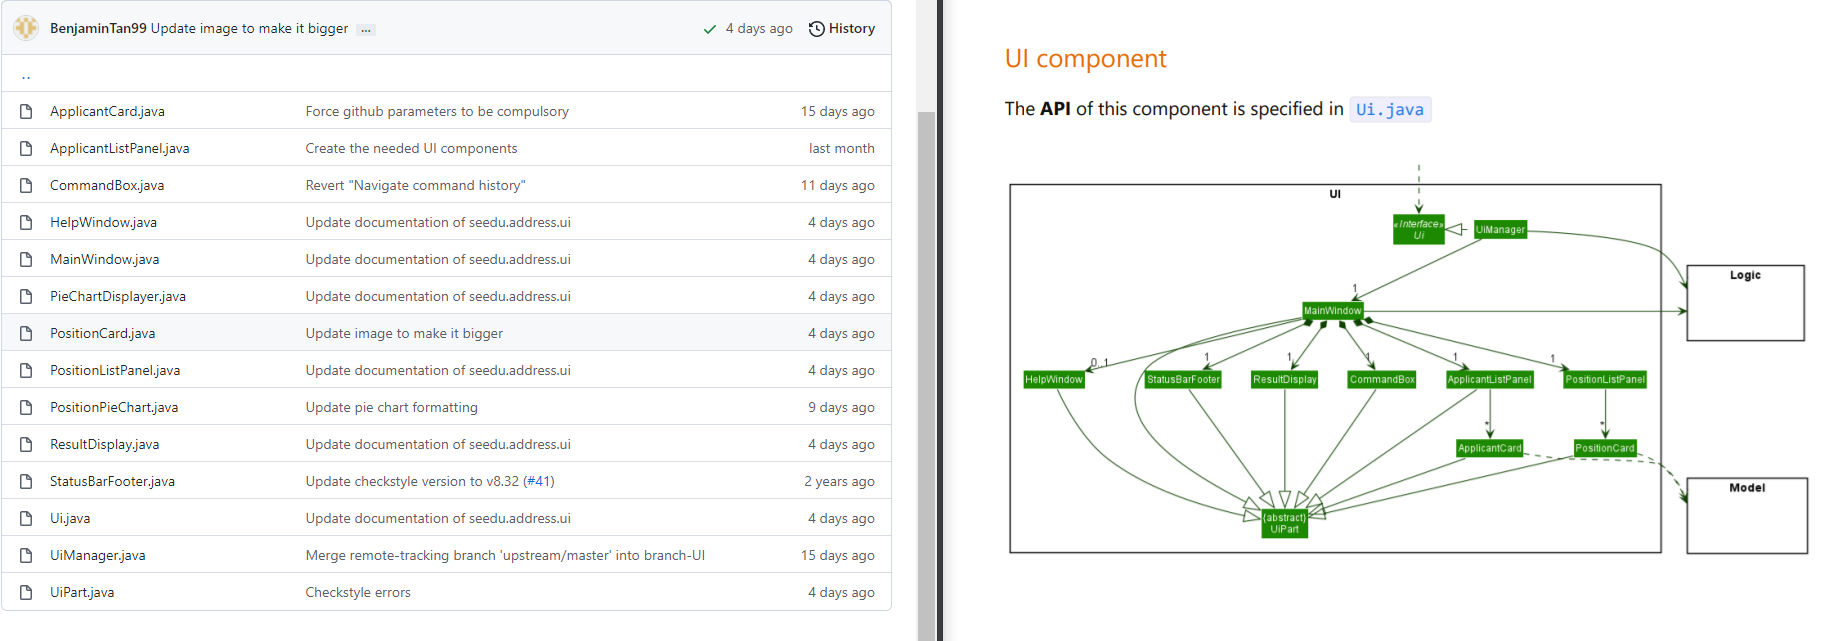 BenjaminTan99 Update image to make it bigger ... 4 days ago History
..
ApplicantCard.java Force github parameters to be compulsory 15 days ago
ApplicantListPanel.java Create the needed UI components last month
CommandBox.java Revert "Navigate command history" 11 days ago
HelpWindow.java Update documentation of seedu.address.ui 4 days ago
MainWindow.java Update documentation of seedu.address.ui 4 days ago
PieChartDisplayer.java Update documentation of seedu.address.ui 4 days ago
PositionCard.java Update image to make it bigger 4 days ago
PositionListPanel.java Update documentation of seedu.address.ui 4 days ago
PositionPieChart.java Update pie chart formatting 9 days ago
ResultDisplay.java Update documentation of seedu.address.ui 4 days ago
StatusBarFooter.java Update checkstyle version to v8.32 (#41) 2 years ago
Ui.java Update documentation of seedu.address.ui 4 days ago
UiManager.java Merge remote-tracking branch 'upstream/master' into branch-UI 15 days ago
UiPart.java Checkstyle errors 4 days ago
UI component
The API of this component is specified in Ui.java
UI
«Interface»
Ui
UiManager
Logic
1
MainWindow
0..1 1 1 1 1 1
HelpWindow StatusBarFooter ResultDisplay CommandBox ApplicantListPanel PositionListPanel
* *
ApplicantCard PositionCard
Model
{abstract}
UiPart